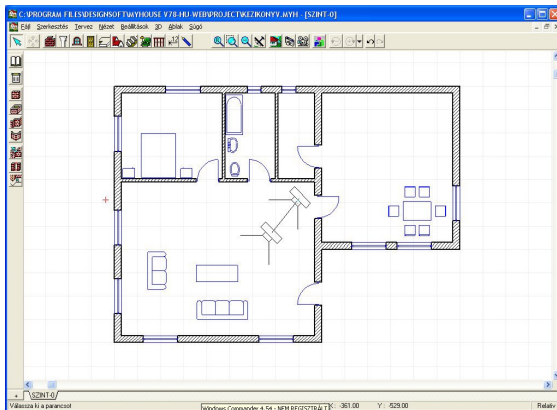 C:\PROGRAM FILES\DESIGNSOFT\MYHOUSE V78-HU-WEB\PROJECT\KEZIKONYV.MYH - [SZINT-0]
Fájl Szerkesztés Tervez Nézet Beállítások 3D Ablak Súgó
SZINT-0
Válassza ki a parancsot
Windows Commander 4.54 - NEM REGISZTRÁLT
X: -361.00 Y: -529.00 Relatív